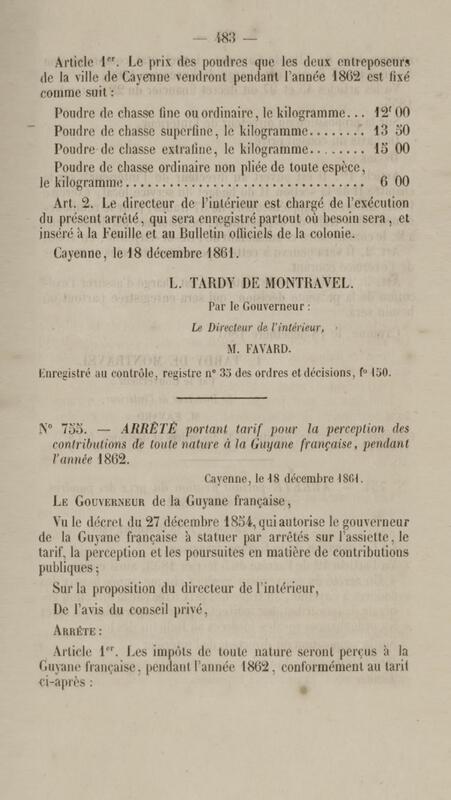 — 483 —
Article 1er. Le prix des poudres que les deux entreposeurs
de la ville de Cayenne vendront pendant l'année 1862 est fixé
comme suit :
Poudre de chasse fine ou ordinaire, le kilogramme... 12f 00
Poudre de chasse superfine, le kilogramme........ 13 50
Poudre de chasse extrafine, le kilogramme........ 15 00
Poudre de chasse ordinaire non pliée de toute espèce,
le kilogramme................................ 6 00
Art. 2. Le directeur de l'intérieur est chargé de l'exécution
du présent arrêté, qui sera enregistré partout où besoin sera, et
inséré à la Feuille et au Bulletin officiels de la colonie.
Cayenne, le 18 décembre 1861.
L. TARDY DE MONTRAVEL.
Par le Gouverneur :
Le Directeur de l'intérieur,
M. FAVARD.
Enregistré au contrôle, registre n° 35 des ordres et décisions, f° 150.
N° 755. — ARRÊTÉ portant tarif pour la perception des
contributions de toute nature à la Guyane française, pendant
l'année 1862.
Cayenne, le 18 décembre 1861.
LE GOUVERNEUR de la Guyane française,
Vu le décret du 27 décembre 1854, qui autorise le gouverneur
de la Guyane française à statuer par arrêtés sur l'assiette, le
tarif, la perception et les poursuites en matière de contributions
publiques ;
Sur la proposition du directeur de l'intérieur,
De l'avis du conseil privé,
ARRÊTE :
Article 1er. Les impôts de toute nature seront perçus à la
Guyane française, pendant l'année 1862, conformément au tarif
ci-après :